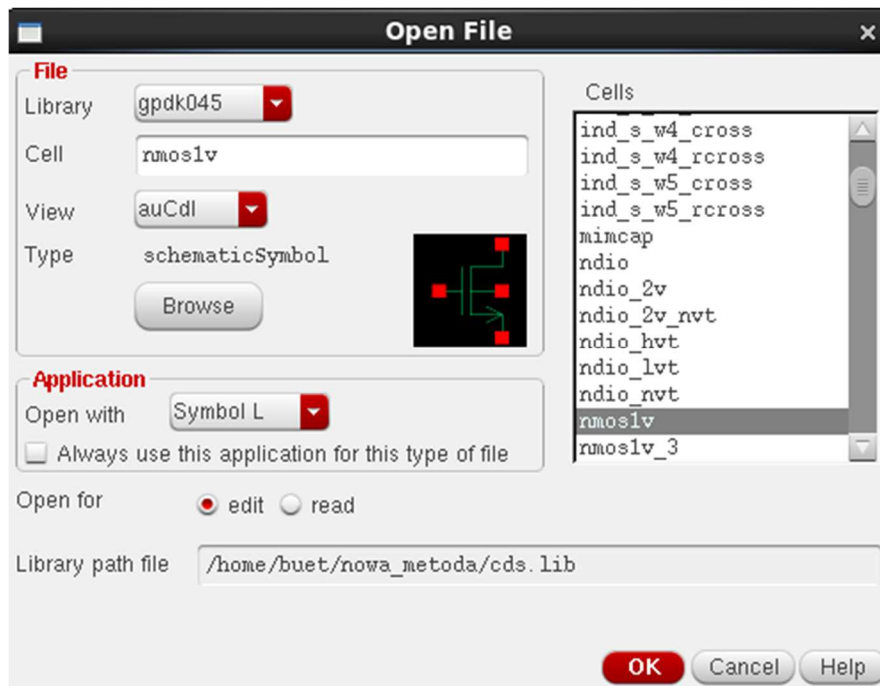 Open File
File
Library gpdk045
Cell nmos1v
View auCdl
Type schematicSymbol
Browse
Application
Open with Symbol L
Always use this application for this type of file
Cells
ind_s_w4_cross
ind_s_w4_rcross
ind_s_w5_cross
ind_s_w5_rcross
mimcap
ndio
ndio_2v
ndio_2v_nvt
ndio_hvt
ndio_lvt
ndio_nvt
nmos1v
nmos1v_3
Open for edit read
Library path file /home/buet/nowa_metoda/cds.lib
OK Cancel Help